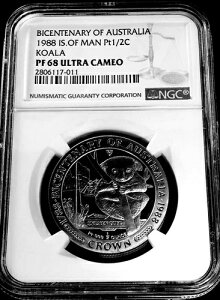 BICENTENARY OF AUSTRALIA
1988 IS.OF MAN Pt1/2C
KOALA
PF 68 ULTRA CAMEO
2806117-011
NUMISMATIC GUARANTY CORPORATION
NGC
BICENTENARY OF AUSTRALIA 1988
CROWN